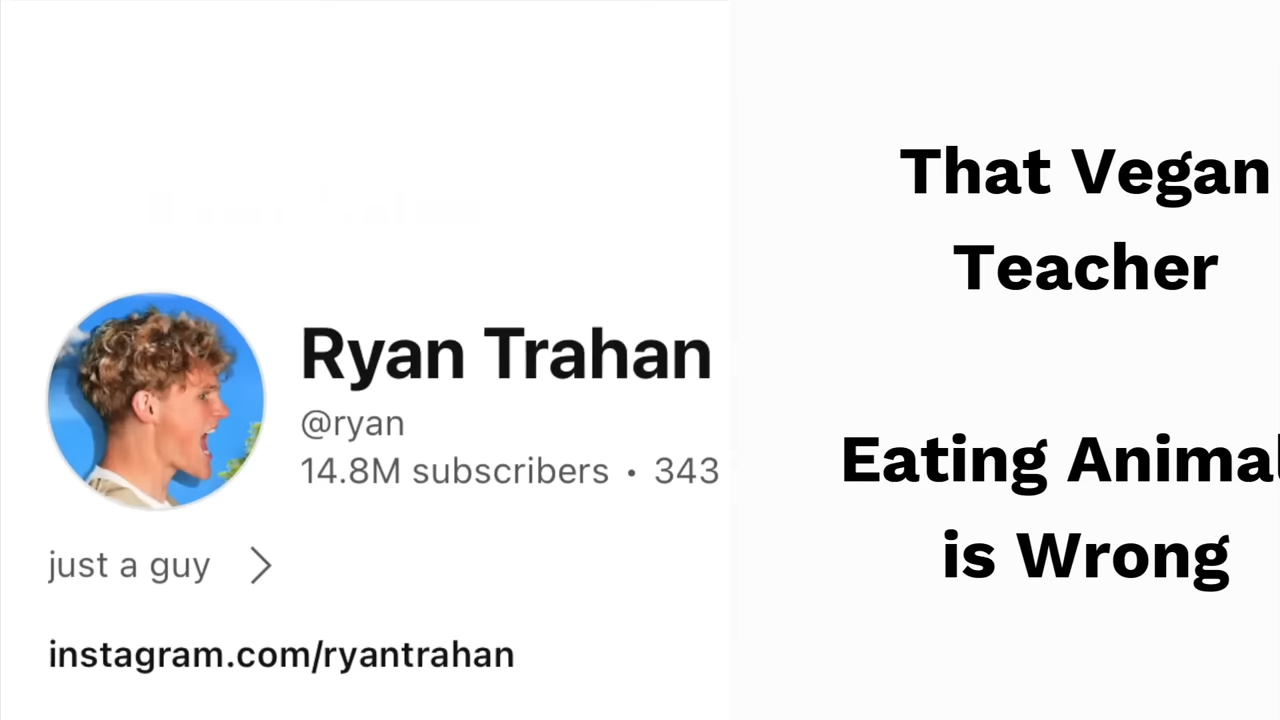 Ryan Trahan
@ryan
14.8M subscribers • 343
just a guy
instagram.com/ryantrahan
That Vegan
Teacher
Eating Animal
is Wrong